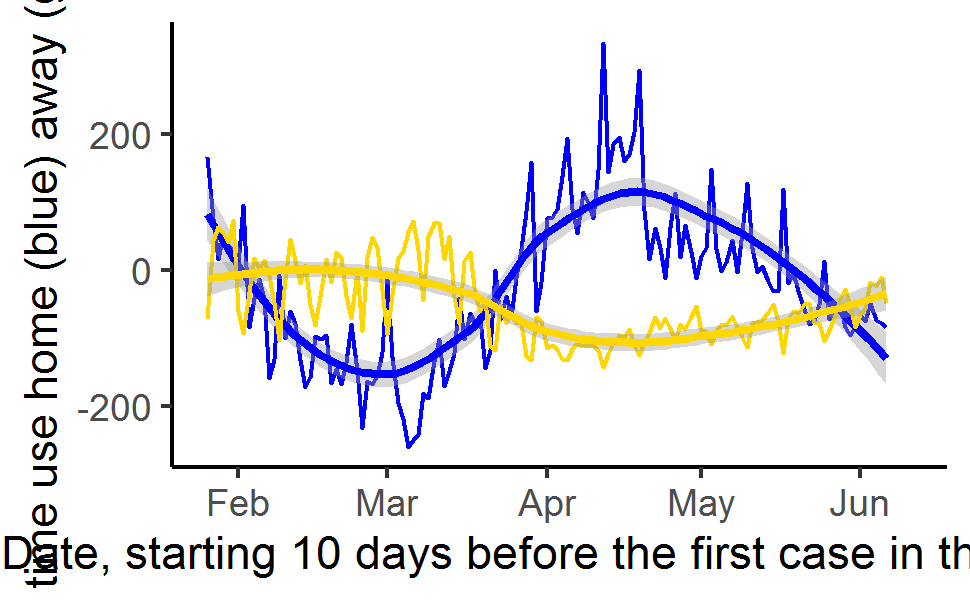 time use home (blue) away (
200
0
-200
Feb Mar Apr May Jun
Date, starting 10 days before the first case in th